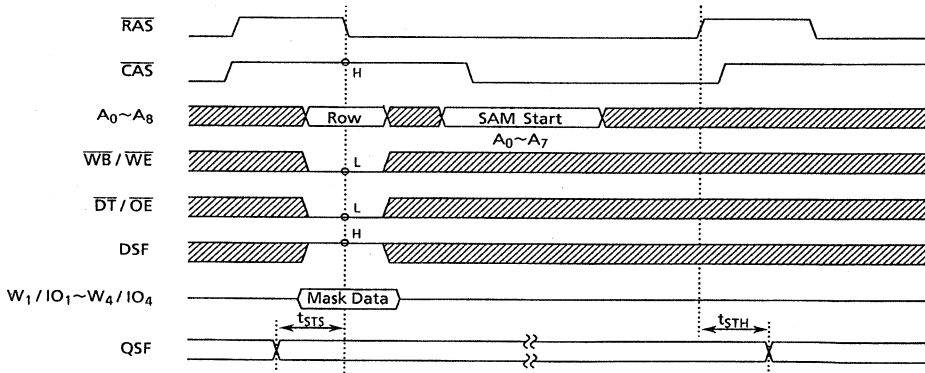 RAS
CAS
H
A₀~A₈
Row
SAM Start
A₀~A₇
WB / WE
L
DT / OE
L
H
DSF
W₁ / IO₁~W₄ / IO₄
Mask Data
tSTS
tSTH
QSF